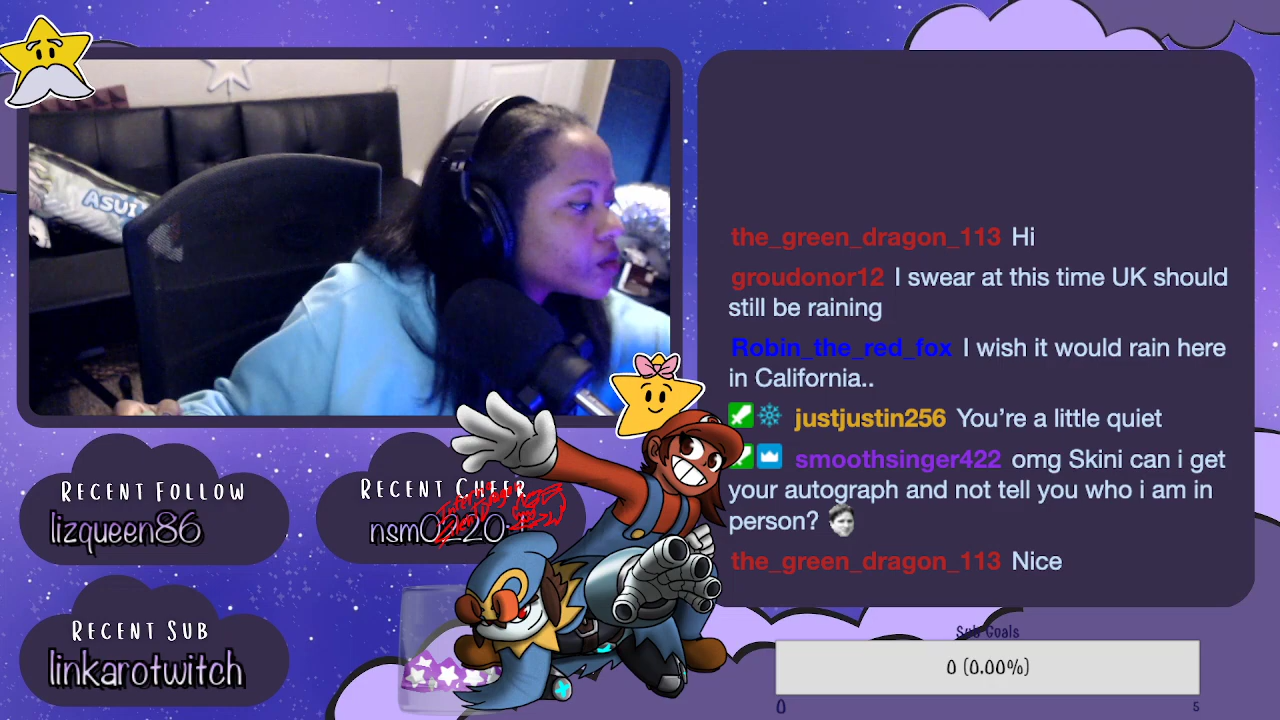 ASUI
the_green_dragon_113 Hi
groudonor12 I swear at this time UK should
still be raining
Robin_the_red_fox I wish it would rain here
in California..
justjustin256 You’re a little quiet
smoothsinger422 omg Skini can i get
your autograph and not tell you who i am in
person?
the_green_dragon_113 Nice
RECENT FOLLOW
lizqueen86
RECENT CHEER
nsm0220:
RECENT SUB
linkarotwitch
Sub Goals
0 (0.00%)
0
5